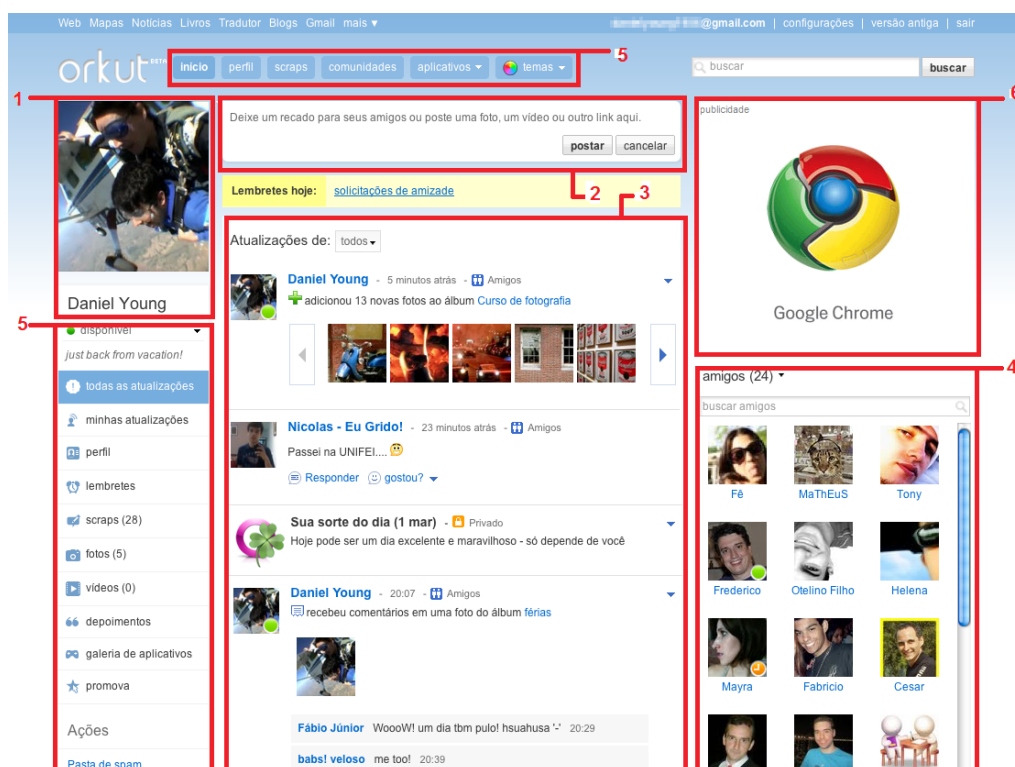 Web Mapas Notícias Livros Tradutor Blogs Gmail mais ▼
@gmail.com | configurações | versão antiga | sair
orkut BETA
início perfil scraps comunidades aplicativos temas
5
buscar buscar
1
6
Deixe um recado para seus amigos ou poste uma foto, um vídeo ou outro link aqui.
postar cancelar
publicidade
2
3
Lembretes hoje: solicitações de amizade
Google Chrome
Daniel Young
5
disponível
just back from vacation!
todas as atualizações
minhas atualizações
perfil
lembretes
scraps (28)
fotos (5)
vídeos (0)
depoimentos
galeria de aplicativos
promova
Ações
Pasta de spam
Atualizações de: todos
Daniel Young - 5 minutos atrás - Amigos
adicionou 13 novas fotos ao álbum Curso de fotografia
Nicolas - Eu Grido! - 23 minutos atrás - Amigos
Passei na UNIFEI....
Responder gostou?
Sua sorte do dia (1 mar) - Privado
Hoje pode ser um dia excelente e maravilhoso - só depende de você
Daniel Young - 20:07 - Amigos
recebeu comentários em uma foto do álbum férias
Fábio Júnior WoooW! um dia tbm pulo! hsuahusa '-' 20:29
babs! veloso me too! 20:39
4
amigos (24)
buscar amigos
Fê MaThEuS Tony
Frederico Otelino Filho Helena
Mayra Fabricio Cesar